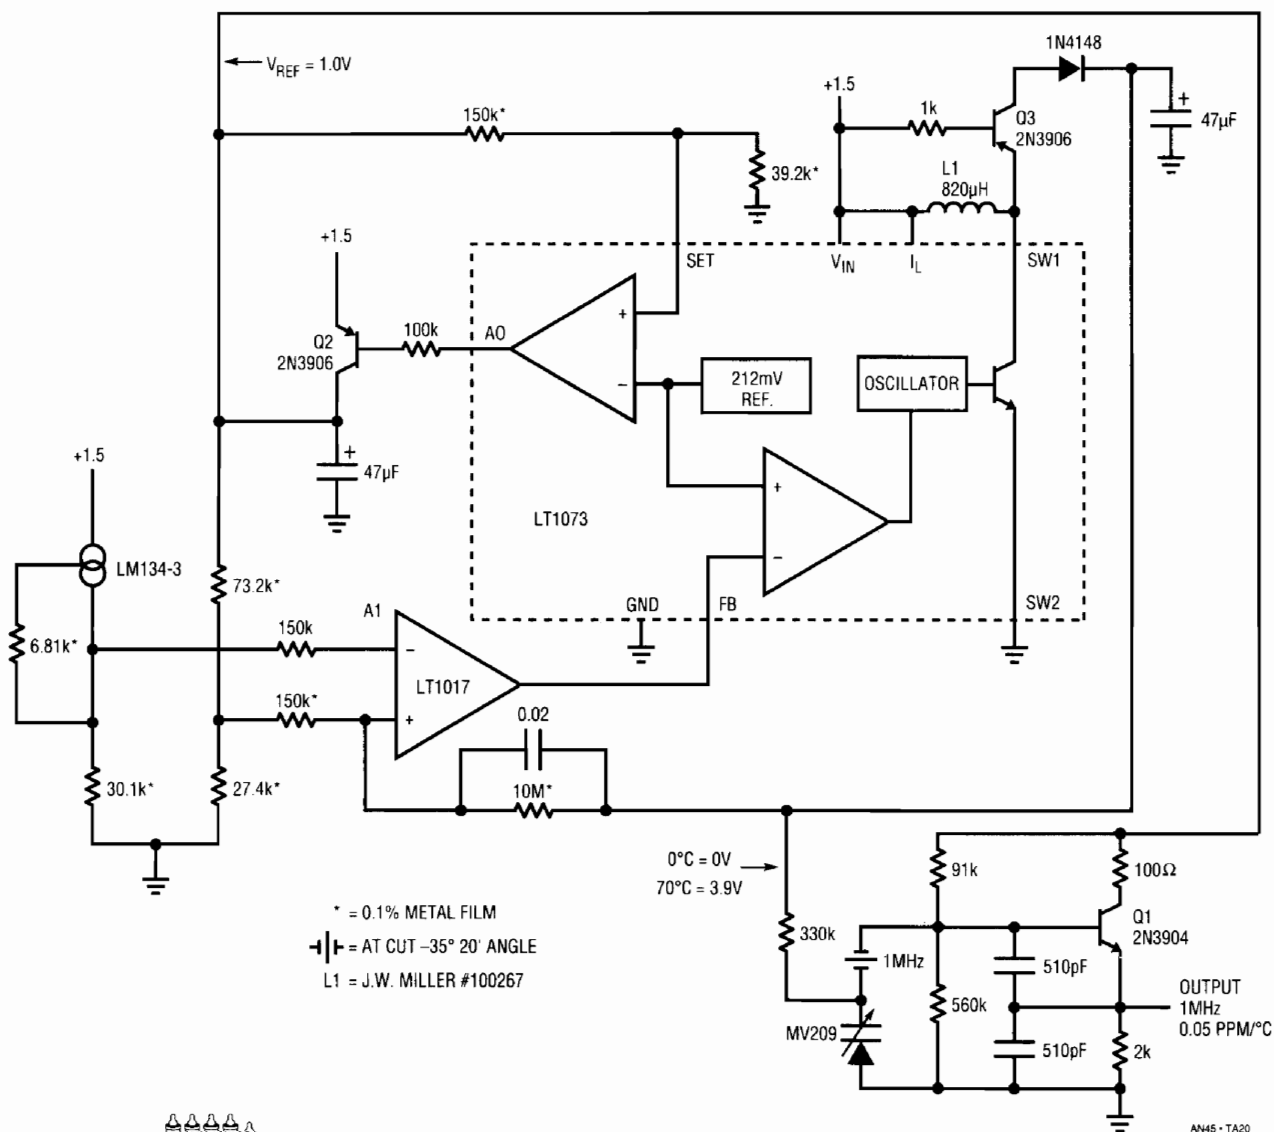 V_REF = 1.0V
1N4148
+1.5
1k
Q3
2N3906
+
47µF
150k*
39.2k*
L1
820µH
+1.5
SET
V_IN
I_L
SW1
Q2
2N3906
100k
AO
+
–
212mV
REF.
OSCILLATOR
+
47µF
+1.5
LM134-3
LT1073
+
–
73.2k*
GND
FB
SW2
6.81k*
150k
A1
–
LT1017
150k*
+
0.02
10M*
30.1k*
27.4k*
0°C = 0V
70°C = 3.9V
91k
100Ω
Q1
2N3904
330k
1MHz
510pF
560k
OUTPUT
1MHz
0.05 PPM/°C
MV209
510pF
2k
* = 0.1% METAL FILM
= AT CUT –35° 20' ANGLE
L1 = J.W. MILLER #100267
AN45 • TA20